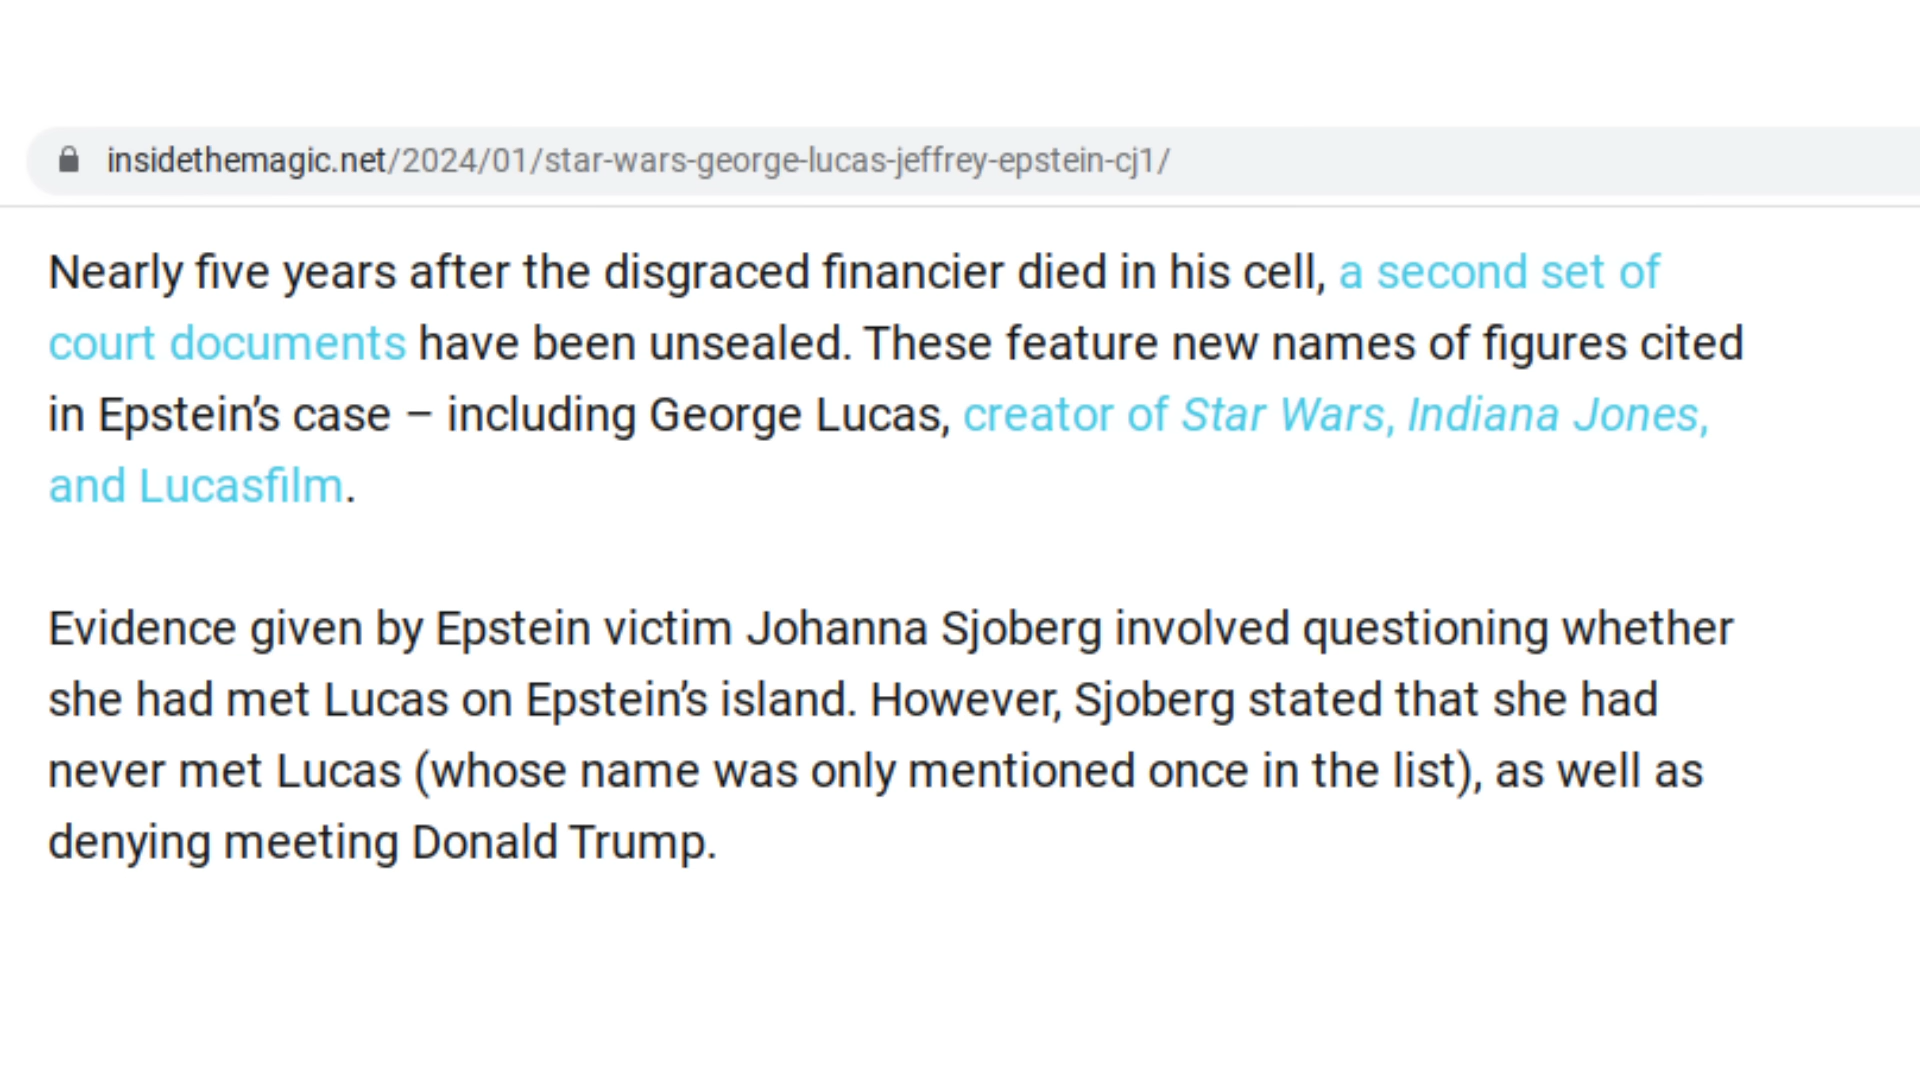 insidethemagic.net/2024/01/star-wars-george-lucas-jeffrey-epstein-cj1/
Nearly five years after the disgraced financier died in his cell, a second set of
court documents have been unsealed. These feature new names of figures cited
in Epstein’s case – including George Lucas, creator of Star Wars, Indiana Jones,
and Lucasfilm.
Evidence given by Epstein victim Johanna Sjoberg involved questioning whether
she had met Lucas on Epstein’s island. However, Sjoberg stated that she had
never met Lucas (whose name was only mentioned once in the list), as well as
denying meeting Donald Trump.